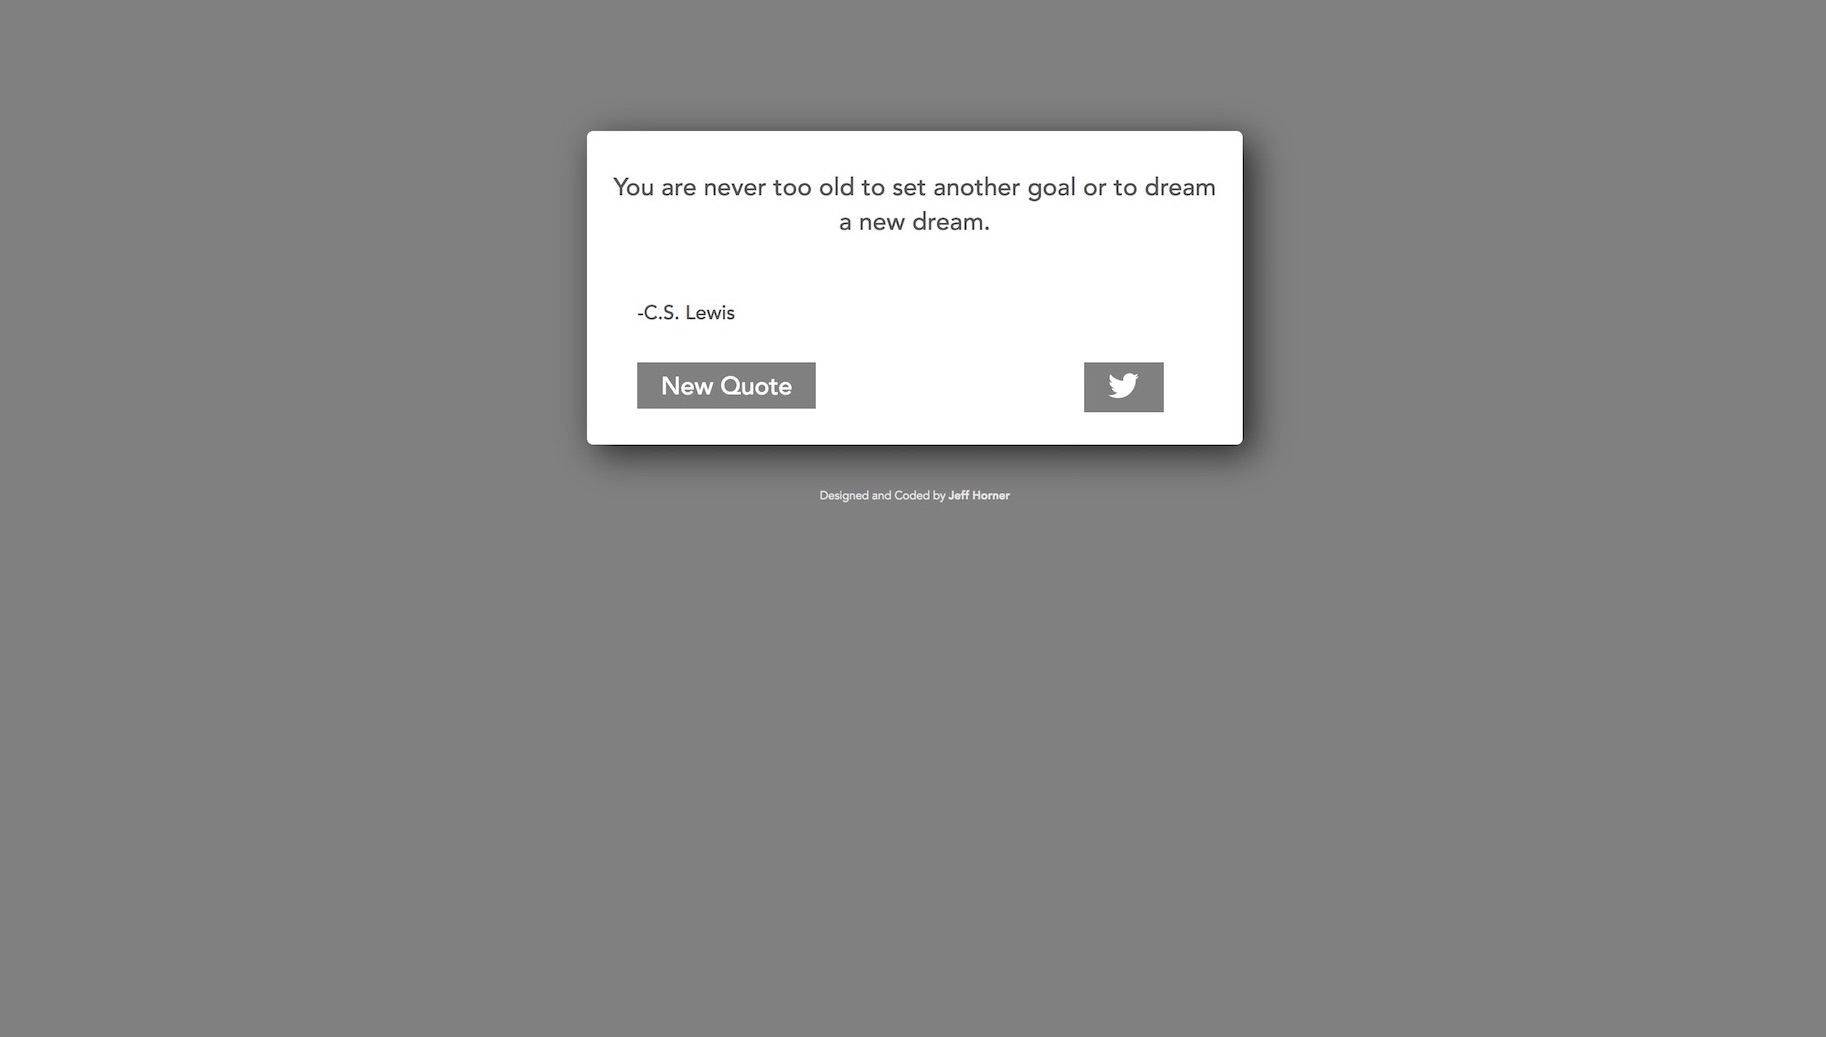 You are never too old to set another goal or to dream
a new dream.
-C.S. Lewis
New Quote
Designed and Coded by Jeff Horner